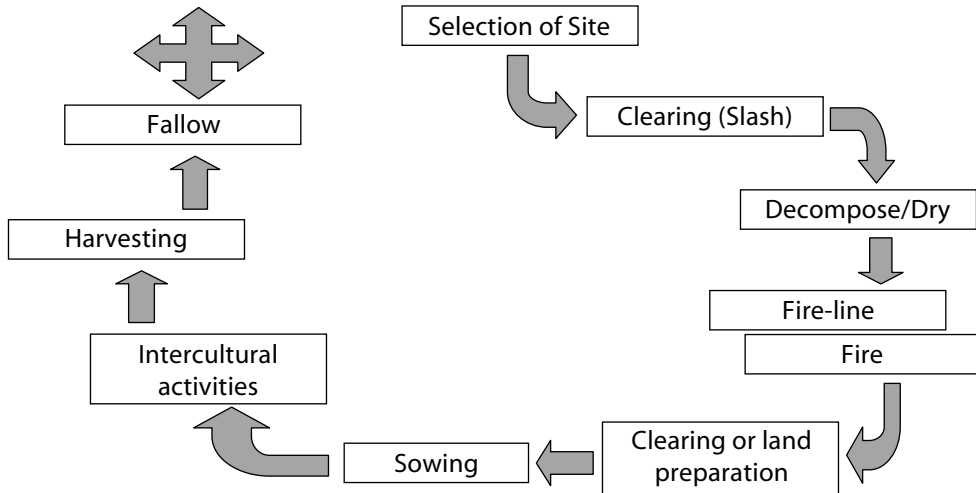 Selection of Site
Clearing (Slash)
Decompose/Dry
Fire-line
Fire
Clearing or land
preparation
Sowing
Intercultural
activities
Harvesting
Fallow